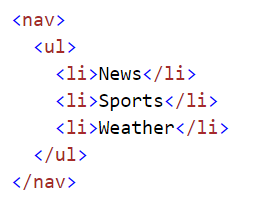 <nav>
  <ul>
    <li>News</li>
    <li>Sports</li>
    <li>Weather</li>
  </ul>
</nav>